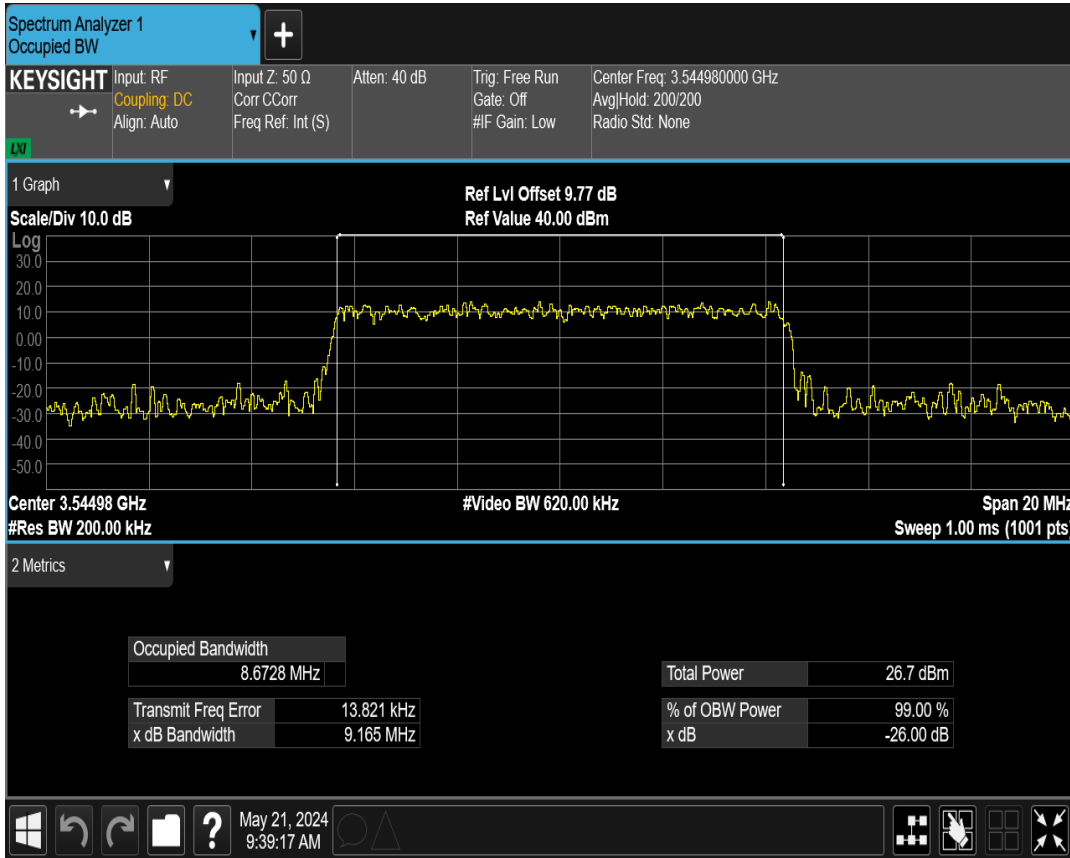 Spectrum Analyzer 1
Occupied BW
KEYSIGHT
LXI
Input: RF
Coupling: DC
Align: Auto
Input Z: 50 Ω
Corr CCorr
Freq Ref: Int (S)
Atten: 40 dB
Trig: Free Run
Gate: Off
#IF Gain: Low
Center Freq: 3.544980000 GHz
Avg|Hold: 200/200
Radio Std: None
1 Graph
Scale/Div 10.0 dB
Ref Lvl Offset 9.77 dB
Ref Value 40.00 dBm
Log
30.0
20.0
10.0
0.00
-10.0
-20.0
-30.0
-40.0
-50.0
Center 3.54498 GHz
#Res BW 200.00 kHz
#Video BW 620.00 kHz
Span 20 MHz
Sweep 1.00 ms (1001 pts)
2 Metrics
Occupied Bandwidth
8.6728 MHz
Transmit Freq Error 13.821 kHz
x dB Bandwidth 9.165 MHz
Total Power 26.7 dBm
% of OBW Power 99.00 %
x dB -26.00 dB
?
May 21, 2024
9:39:17 AM